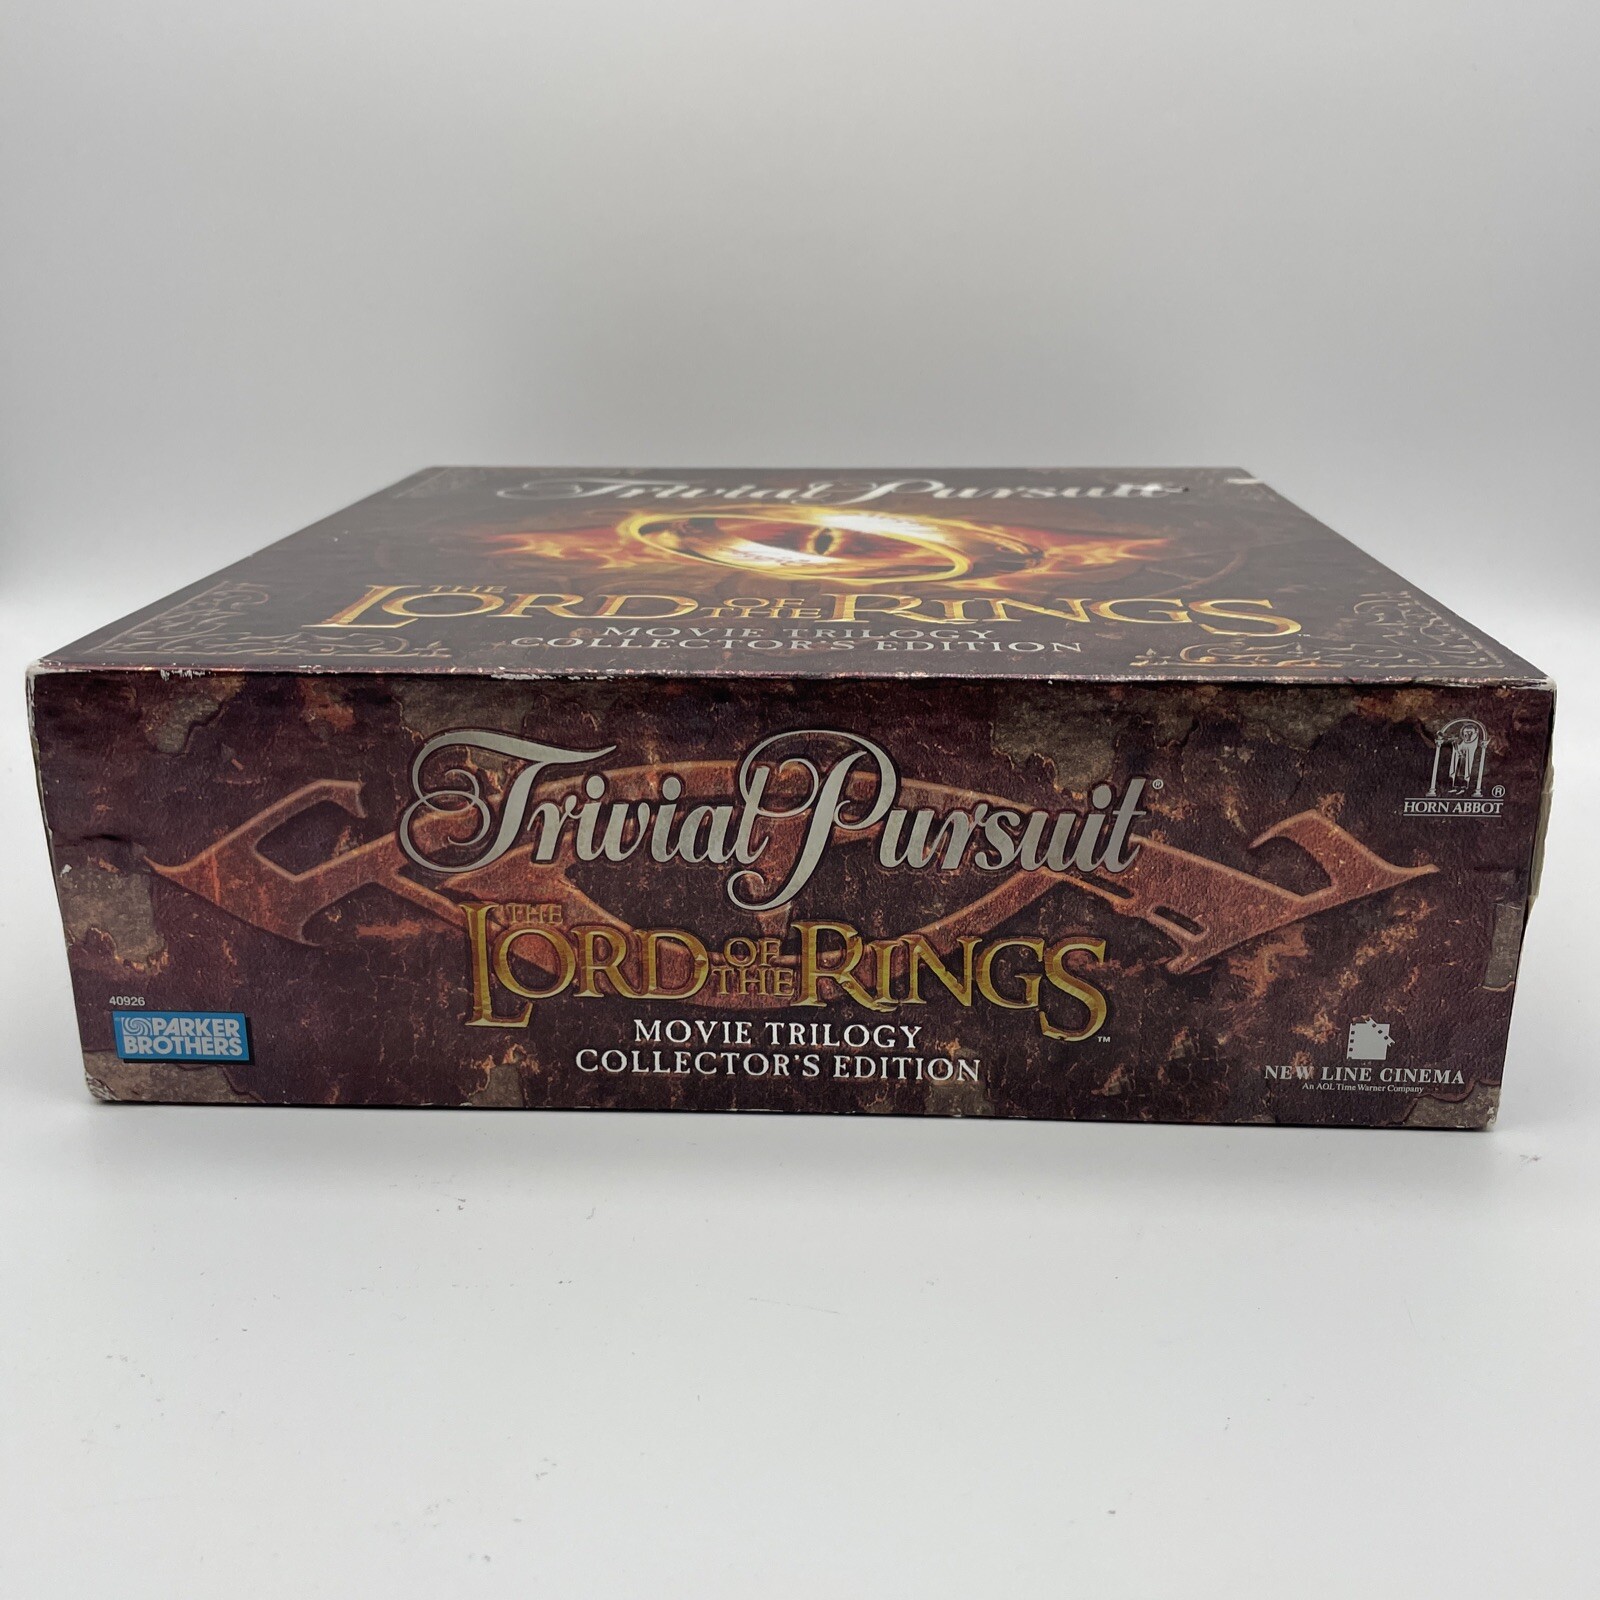 Trivial Pursuit
THE LORD OF THE RINGS
MOVIE TRILOGY
COLLECTOR'S EDITION
Trivial Pursuit®
HORN ABBOT ®
THE LORD OF THE RINGS™
MOVIE TRILOGY
COLLECTOR'S EDITION
40926
PARKER
BROTHERS
NEW LINE CINEMA
An AOL Time Warner Company